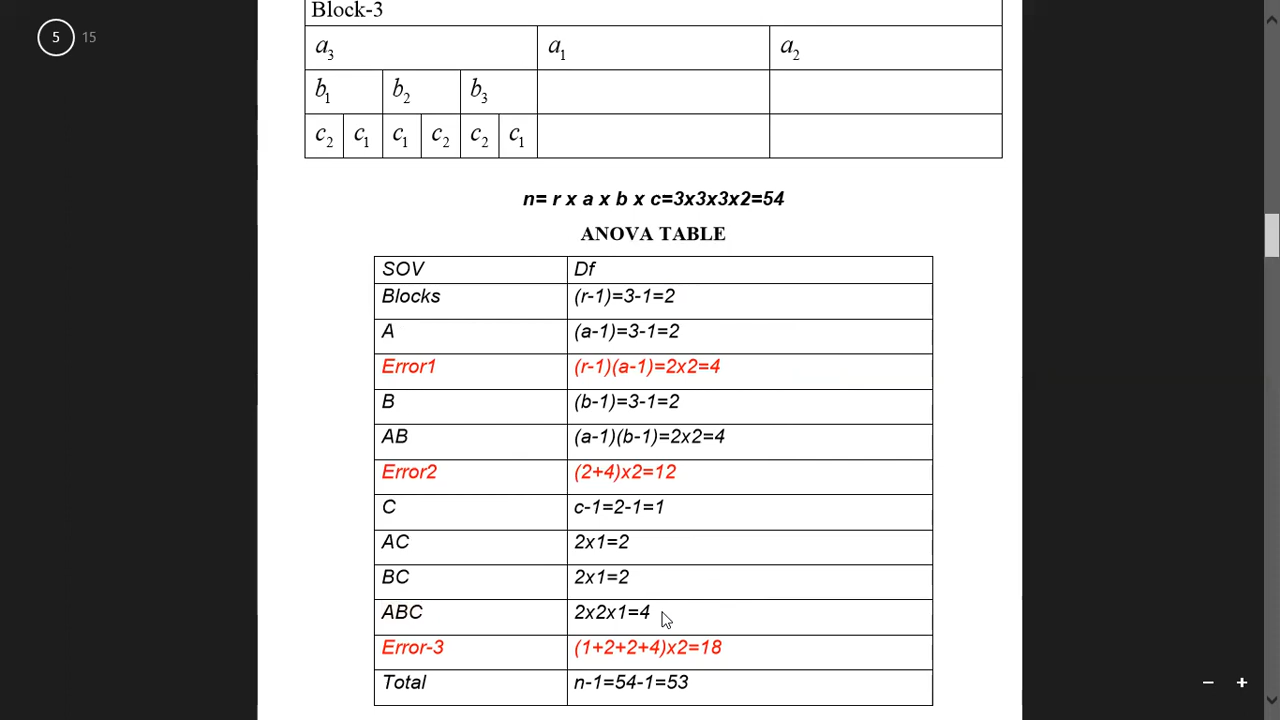 5 15
Block-3
a3 a1 a2
b1 b2 b3
c2 c1 c1 c2 c2 c1
n= r x a x b x c=3x3x3x2=54
ANOVA TABLE
SOV Df
Blocks (r-1)=3-1=2
A (a-1)=3-1=2
Error1 (r-1)(a-1)=2x2=4
B (b-1)=3-1=2
AB (a-1)(b-1)=2x2=4
Error2 (2+4)x2=12
C c-1=2-1=1
AC 2x1=2
BC 2x1=2
ABC 2x2x1=4
Error-3 (1+2+2+4)x2=18
Total n-1=54-1=53